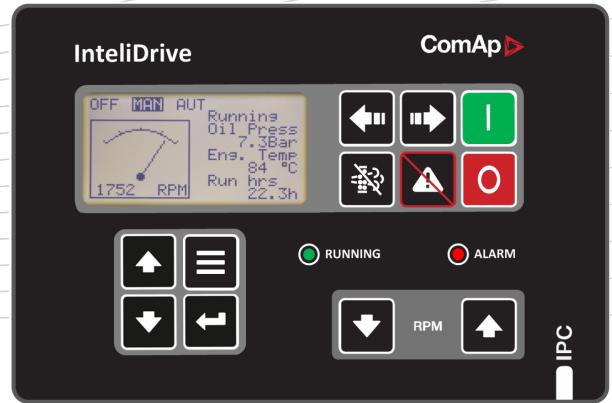 InteliDrive
ComAp
OFF MAN AUT
Running
Oil Press
7.3Bar
Eng. Temp
84 °C
Run hrs
22.3h
1752 RPM
RUNNING
ALARM
RPM
IPC